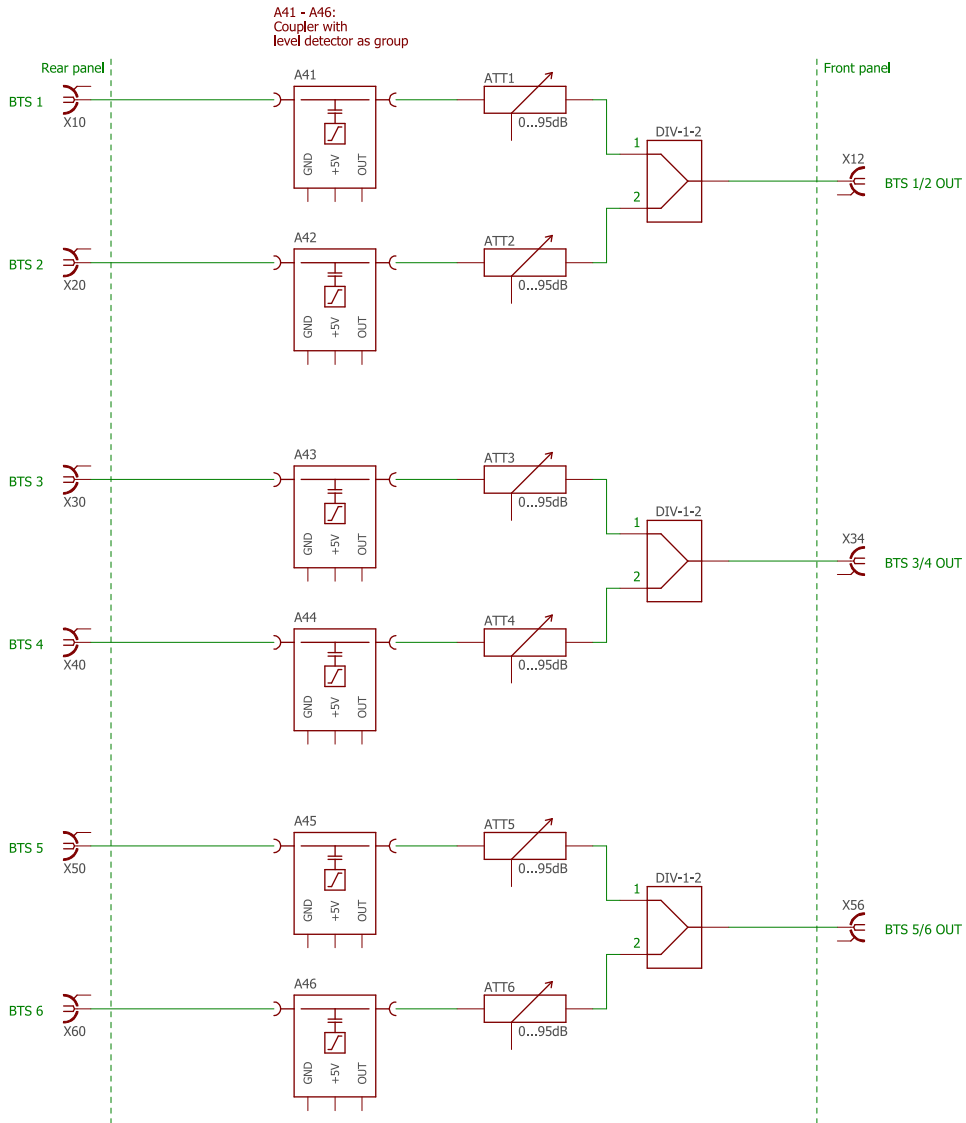 A41 - A46:
Coupler with
level detector as group
Rear panel
Front panel
A41
ATT1
BTS 1
X10
0...95dB
DIV-1-2
1
GND
+5V
OUT
X12
BTS 1/2 OUT
2
A42
ATT2
BTS 2
X20
0...95dB
GND
+5V
OUT
A43
ATT3
BTS 3
X30
0...95dB
DIV-1-2
1
GND
+5V
OUT
X34
BTS 3/4 OUT
2
A44
ATT4
BTS 4
X40
0...95dB
GND
+5V
OUT
A45
ATT5
BTS 5
X50
0...95dB
DIV-1-2
1
GND
+5V
OUT
X56
BTS 5/6 OUT
2
A46
ATT6
BTS 6
X60
0...95dB
GND
+5V
OUT